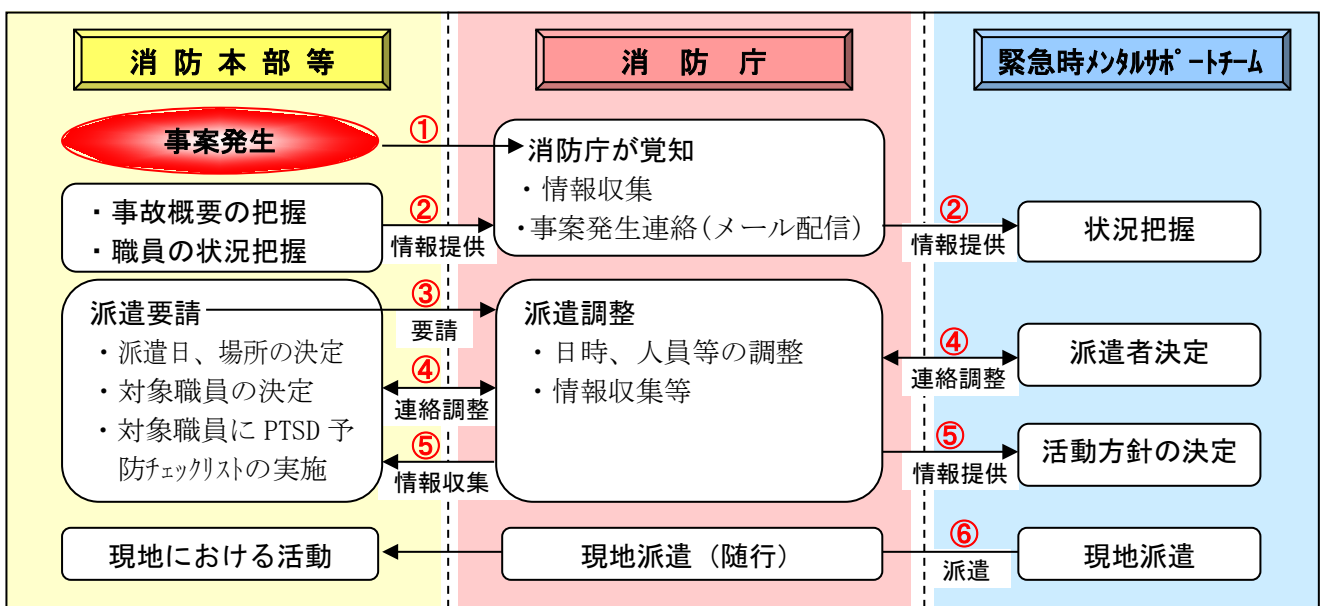 消防本部等
消防庁
緊急時ﾒﾝﾀﾙｻﾎﾟｰﾄﾁｰﾑ
事案発生
①
消防庁が覚知
・情報収集
・事案発生連絡(メール配信)
・事故概要の把握
・職員の状況把握
②
情報提供
②
情報提供
状況把握
派遣要請
・派遣日、場所の決定
・対象職員の決定
・対象職員に PTSD 予
防ﾁｪｯｸﾘｽﾄの実施
③
要請
④
連絡調整
⑤
情報収集
派遣調整
・日時、人員等の調整
・情報収集等
④
連絡調整
派遣者決定
⑤
情報提供
活動方針の決定
現地における活動
現地派遣（随行）
⑥
派遣
現地派遣